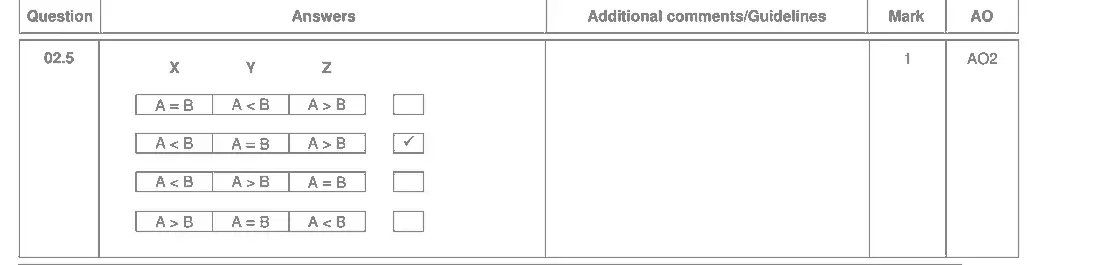 Question Answers Additional comments/Guidelines Mark AO
02.5 1 AO2
X Y Z
A = B A < B A > B
A < B A = B A > B ✓
A < B A > B A = B
A > B A = B A < B